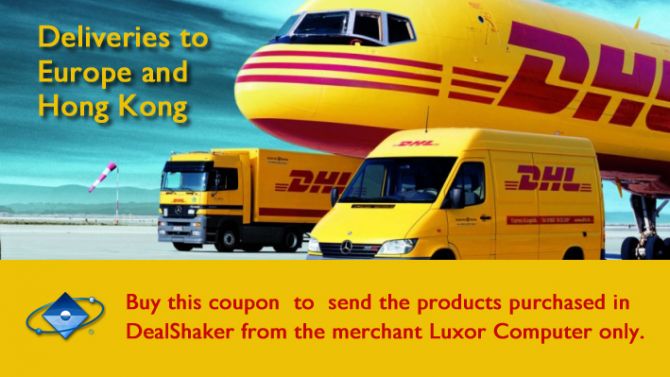 Deliveries to
Europe and
Hong Kong
DHL
DHL
DHL
DHL
Buy this coupon to send the products purchased in
DealShaker from the merchant Luxor Computer only.